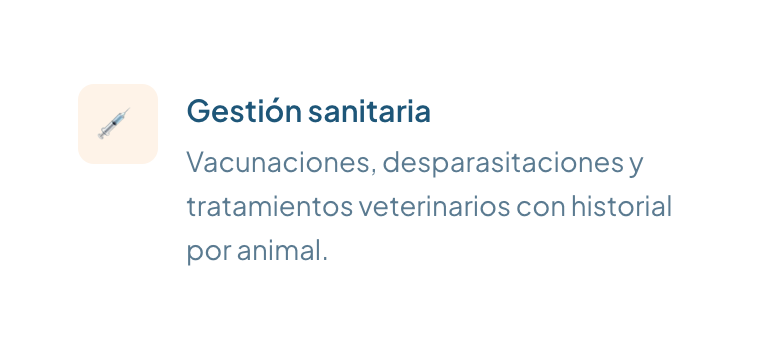 Gestión sanitaria
Vacunaciones, desparasitaciones y
tratamientos veterinarios con historial
por animal.